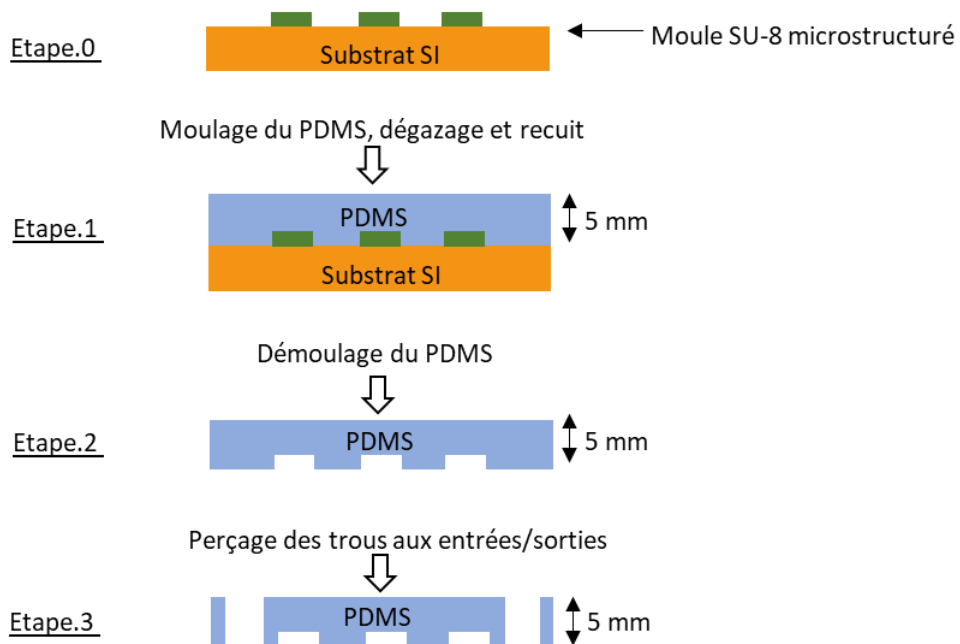 Etape.0
Substrat SI
Moule SU-8 microstructuré
Moulage du PDMS, dégazage et recuit
Etape.1
PDMS
5 mm
Substrat SI
Démoulage du PDMS
Etape.2
PDMS
5 mm
Perçage des trous aux entrées/sorties
Etape.3
PDMS
5 mm